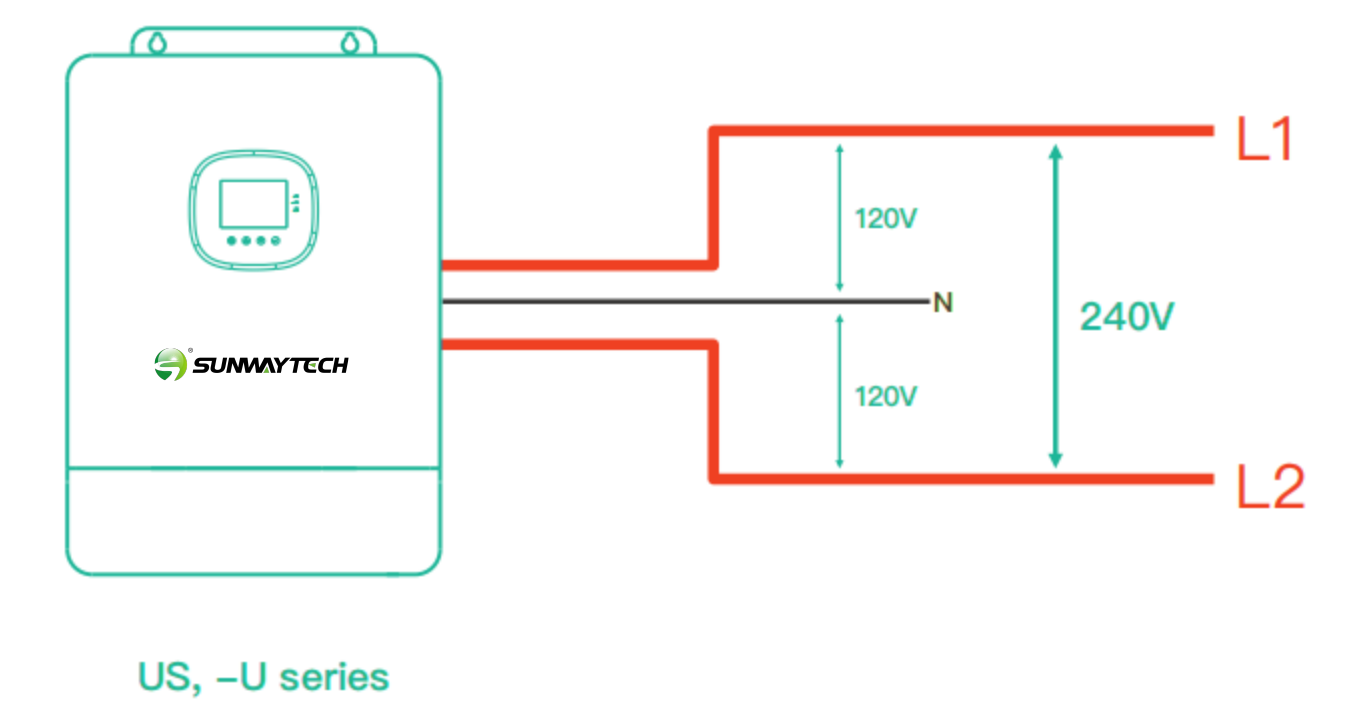 L1
120V
N
240V
SUNWAYTECH®
120V
L2
US, –U series